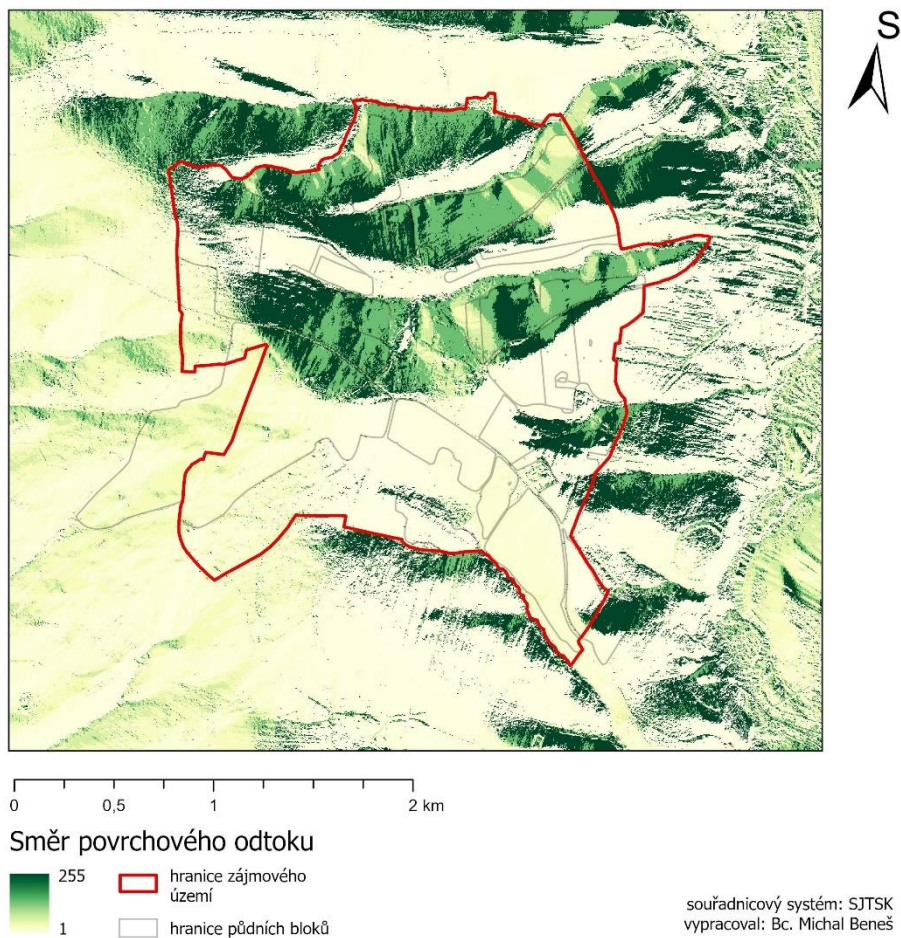 S
0 0,5 1 2 km
Směr povrchového odtoku
255
1
hranice zájmového
území
hranice půdních bloků
souřadnicový systém: SJTSK
vypracoval: Bc. Michal Beneš